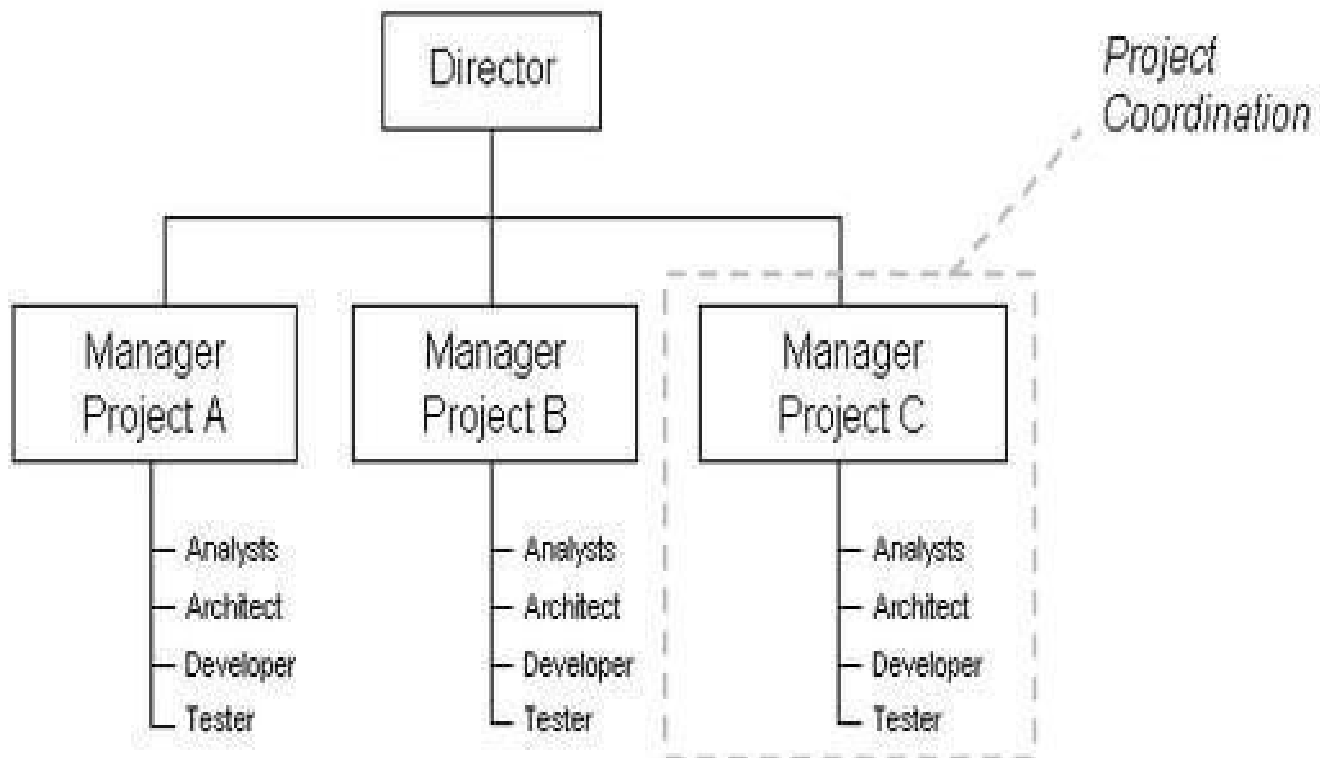 Director
Project
Coordination
Manager
Project A
Manager
Project B
Manager
Project C
Analysts
Architect
Developer
Tester
Analysts
Architect
Developer
Tester
Analysts
Architect
Developer
Tester